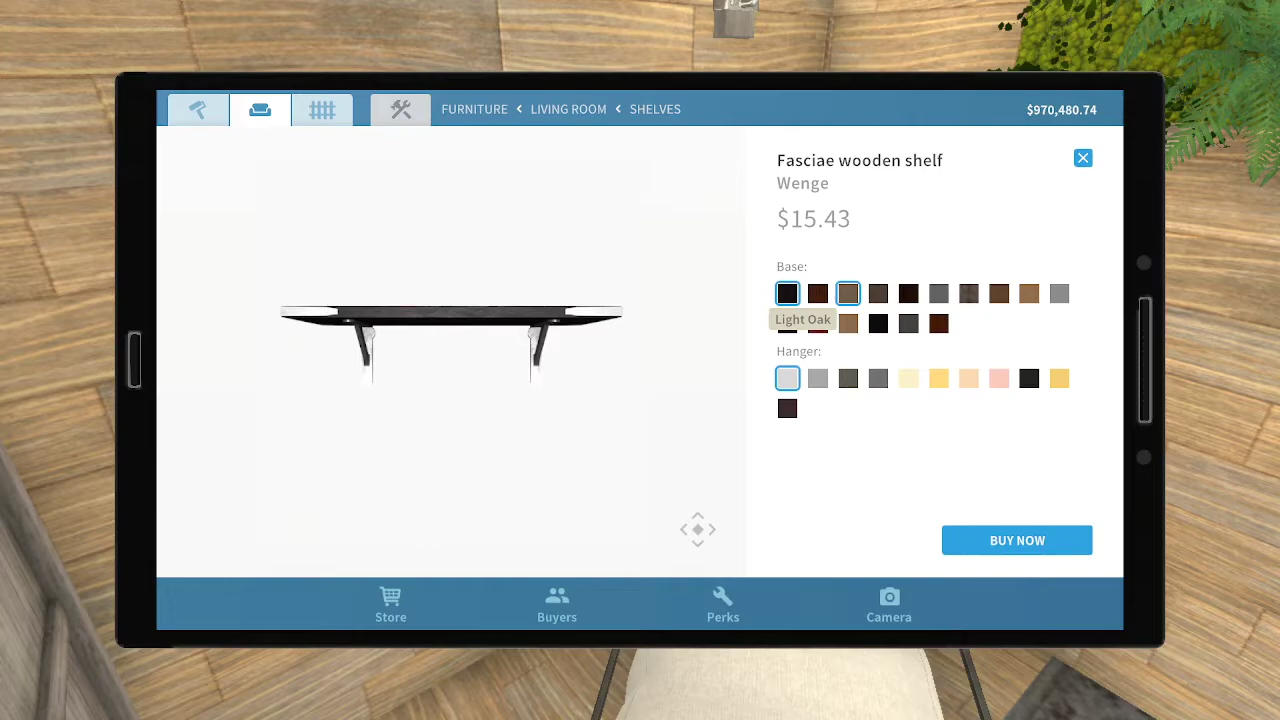 FURNITURE < LIVING ROOM < SHELVES
$970,480.74
Fasciae wooden shelf
Wenge
$15.43
Base:
Light Oak
Hanger:
BUY NOW
Store
Buyers
Perks
Camera